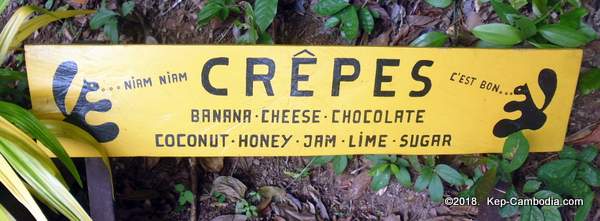 ...NIAM NIAM CRÊPES C'EST BON...
BANANA · CHEESE · CHOCOLATE
COCONUT · HONEY · JAM · LIME · SUGAR
©2018. Kep-Cambodia.com